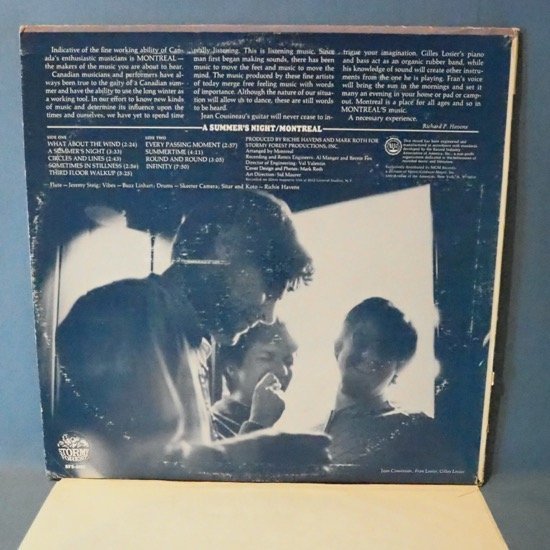 Indicative of the fine working ability of Can-
ada's enthusiastic musicians is MONTREAL—
the makers of the music you are about to hear.
Canadian musicians and performers have al-
ways been true to the gaity of a Canadian sum-
mer and have the ability to use the long winter as
a working tool. In our effort to know new kinds
of music and determine its influence upon the
times and ourselves, we have yet to spend time
really listening. This is listening music. Since
man first began making sounds, there has been
music to move the feet and music to move the
mind. The music produced by these fine artists
of today merge free feeling music with words
of importance. Although the nature of our situa-
tion will allow us to dance, these are still words
to be heard.
Jean Cousineau's guitar will never cease to in-
trigue your imagination. Gilles Losier's piano
and bass act as an organic rubber band, while
his knowledge of sound will create other instru-
ments from the one he is playing. Fran's voice
will bring the sun in the mornings and set it
many an evening in your home or pad or camp-
out. Montreal is a place for all ages and so in
MONTREAL'S music.
A necessary experience.
Richard P. Havens
A SUMMER'S NIGHT/MONTREAL
SIDE ONE
WHAT ABOUT THE WIND (2:24)
A SUMMER'S NIGHT (3:33)
CIRCLES AND LINES (2:43)
SOMETIMES IN STILLNESS (2:59)
THIRD FLOOR WALKUP (3:25)
SIDE TWO
EVERY PASSING MOMENT (2:57)
SUMMERTIME (4:11)
ROUND AND ROUND (3:05)
INFINITY (7:50)
PRODUCED BY RICHIE HAVENS AND MARK ROTH FOR
STORMY FOREST PRODUCTIONS, INC.
Arranged by Montreal
Director of Engineering: Val Valentin
Cover Design and Photos: Mark Roth
Art Direction: Sid Maurer
Flute – Jeremy Steig; Vibes – Buzz Linhart; Drums – Skeeter Camera; Sitar and Koto – Richie Havens
STORMY
FOREST
Jean Cousineau, Fran Losier, Gilles Losier